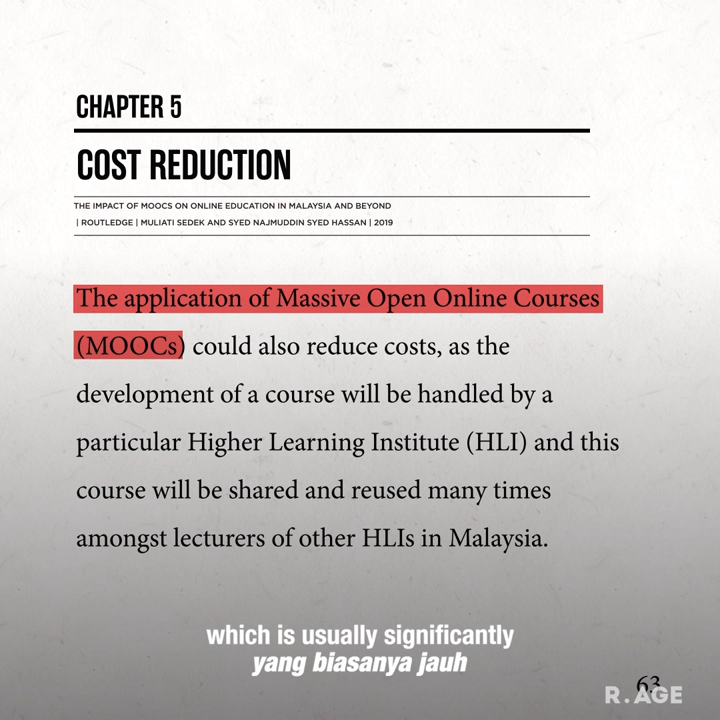 CHAPTER 5
COST REDUCTION
THE IMPACT OF MOOCS ON ONLINE EDUCATION IN MALAYSIA AND BEYOND
| ROUTLEDGE | MULIATI SEDEK AND SYED NAJMUDDIN SYED HASSAN | 2019
The application of Massive Open Online Courses
(MOOCs) could also reduce costs, as the
development of a course will be handled by a
particular Higher Learning Institute (HLI) and this
course will be shared and reused many times
amongst lecturers of other HLIs in Malaysia.
which is usually significantly
yang biasanya jauh
63
R.AGE